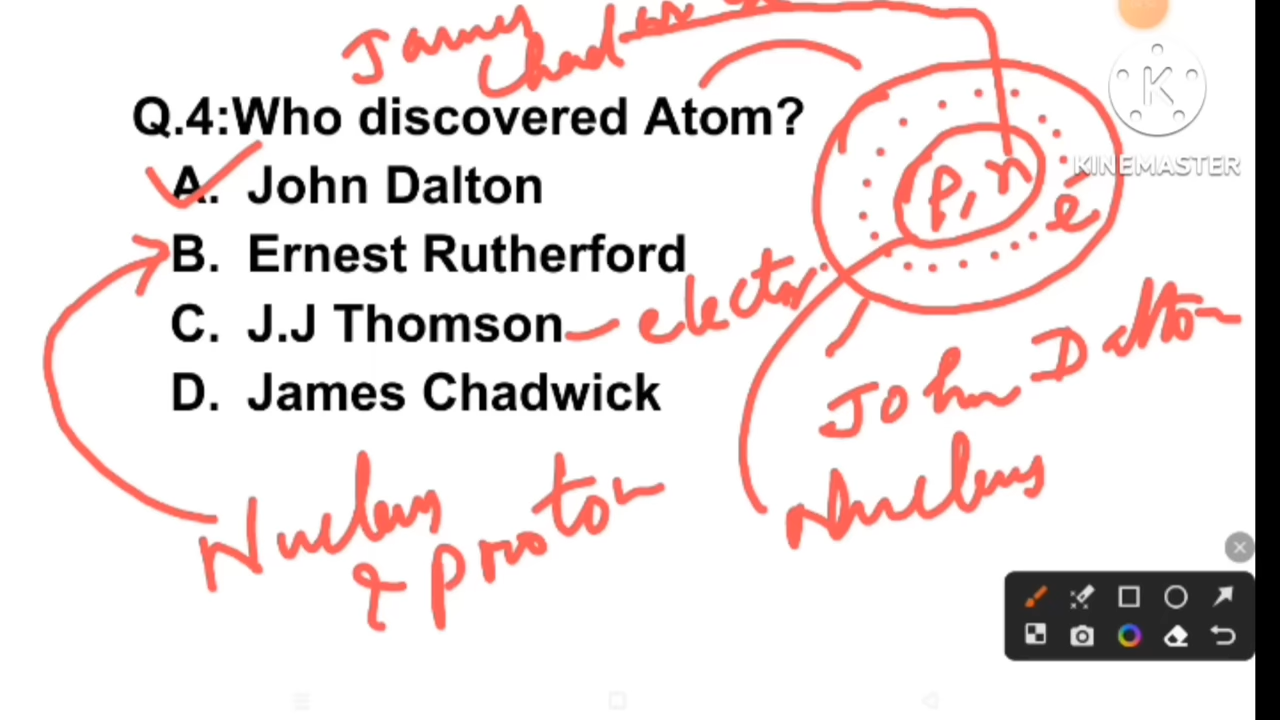 James
Chadwick
Q.4:Who discovered Atom?
A. John Dalton
B. Ernest Rutherford
C. J.J Thomson – electron
D. James Chadwick
P, n
e-
K
KINEMASTER
John Dalton
Nucleus
Nucleus
& proton